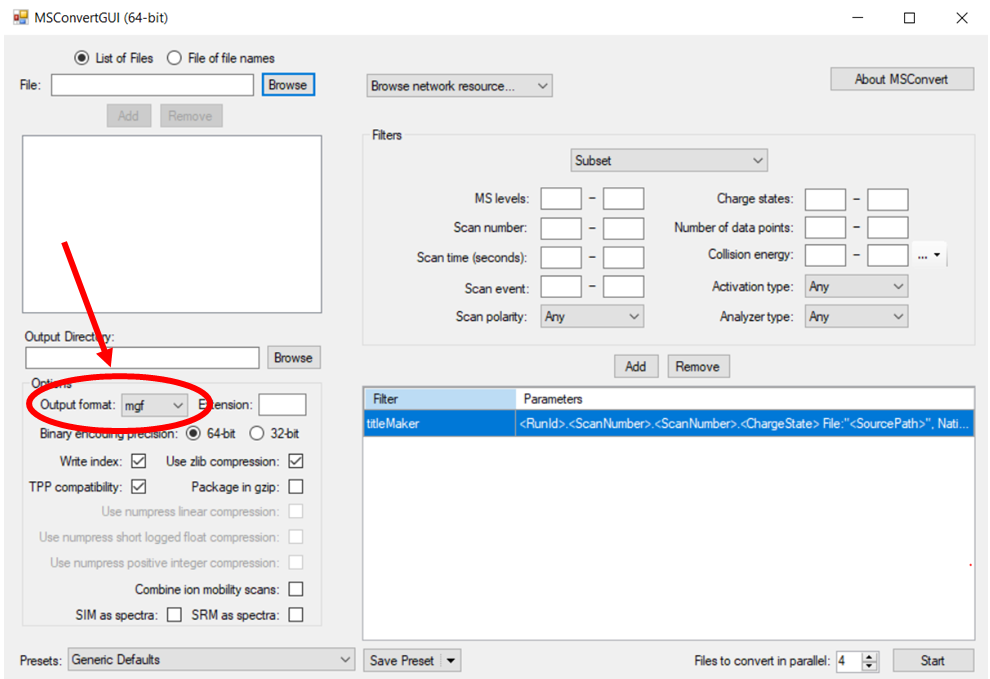 MSConvertGUI (64-bit)
List of Files File of file names
File: Browse
Browse network resource...
About MSConvert
Add Remove
Filters
Subset
MS levels: –
Charge states: –
Scan number: –
Number of data points: –
Scan time (seconds): –
Collision energy: – ...
Scan event: –
Activation type: Any
Scan polarity: Any
Analyzer type: Any
Output Directory:
Browse
Add Remove
Options
Output format: mgf Extension:
Binary encoding precision: 64-bit 32-bit
Write index: Use zlib compression:
TPP compatibility: Package in gzip:
Use numpress linear compression:
Use numpress short logged float compression:
Use numpress positive integer compression:
Combine ion mobility scans:
SIM as spectra: SRM as spectra:
Filter Parameters
titleMaker <RunId>.<ScanNumber>.<ScanNumber>.<ChargeState> File:"<SourcePath>", Nati...
Presets: Generic Defaults
Save Preset
Files to convert in parallel: 4
Start